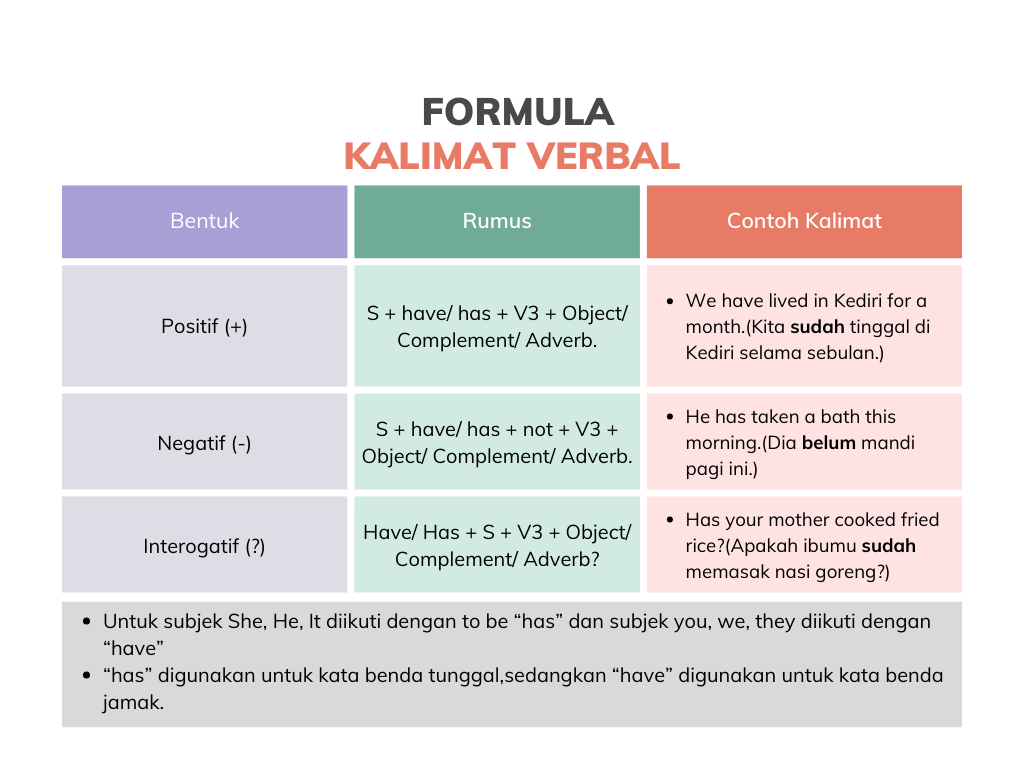 FORMULA
KALIMAT VERBAL
Bentuk
Rumus
Contoh Kalimat
Positif (+)
S + have/ has + V3 + Object/
Complement/ Adverb.
• We have lived in Kediri for a
month.(Kita sudah tinggal di
Kediri selama sebulan.)
Negatif (-)
S + have/ has + not + V3 +
Object/ Complement/ Adverb.
• He has taken a bath this
morning.(Dia belum mandi
pagi ini.)
Interogatif (?)
Have/ Has + S + V3 + Object/
Complement/ Adverb?
• Has your mother cooked fried
rice?(Apakah ibumu sudah
memasak nasi goreng?)
• Untuk subjek She, He, It diikuti dengan to be “has” dan subjek you, we, they diikuti dengan
“have”
• “has” digunakan untuk kata benda tunggal,sedangkan “have” digunakan untuk kata benda
jamak.